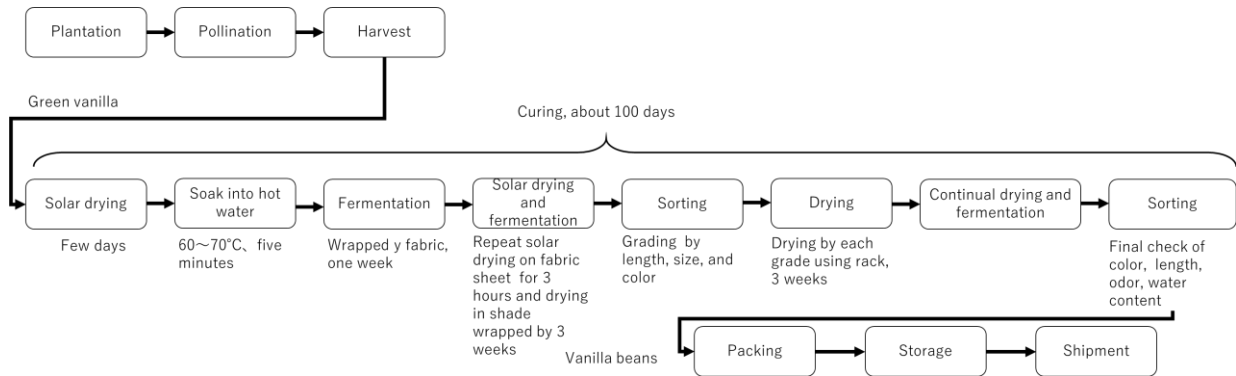 Plantation
Pollination
Harvest
Green vanilla
Curing, about 100 days
Solar drying
Few days
Soak into hot
water
60～70℃、five
minutes
Fermentation
Wrapped y fabric,
one week
Solar drying
and
fermentation
Repeat solar
drying on fabric
sheet for 3
hours and drying
in shade
wrapped by 3
weeks
Sorting
Grading by
length, size, and
color
Drying
Drying by each
grade using rack,
3 weeks
Continual drying and
fermentation
Sorting
Final check of
color, length,
odor, water
content
Vanilla beans
Packing
Storage
Shipment